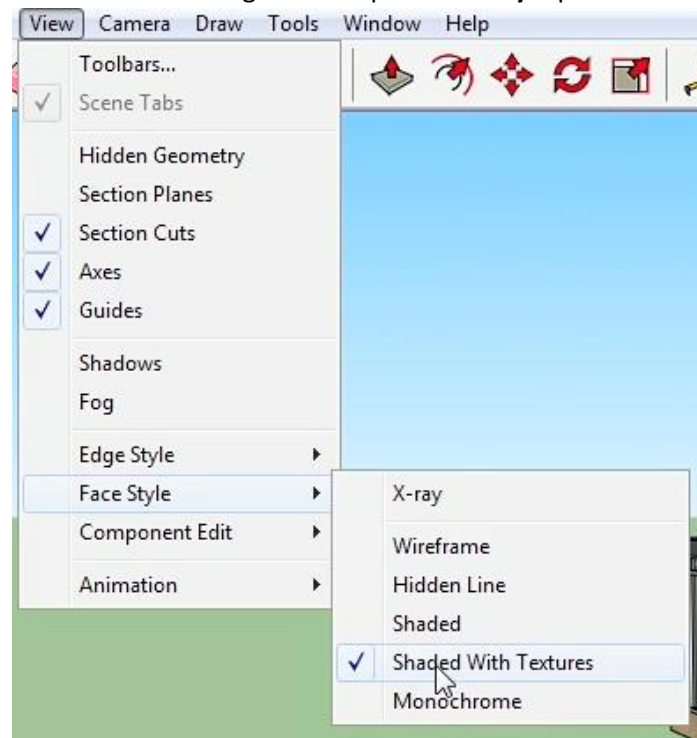 View Camera Draw Tools Window Help
Toolbars...
Scene Tabs
Hidden Geometry
Section Planes
Section Cuts
Axes
Guides
Shadows
Fog
Edge Style
Face Style
Component Edit
Animation
X-ray
Wireframe
Hidden Line
Shaded
Shaded With Textures
Monochrome